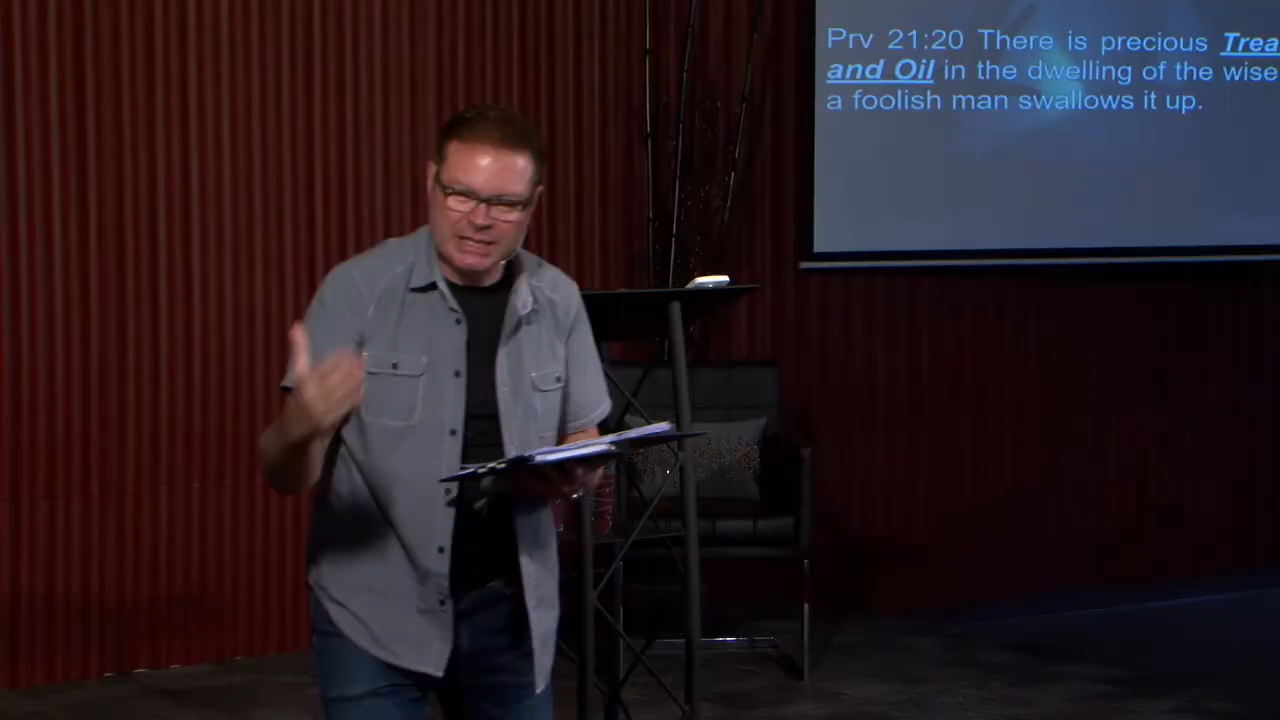 Prv 21:20 There is precious
and Oil in the dwelling of the wise
a foolish man swallows it up.